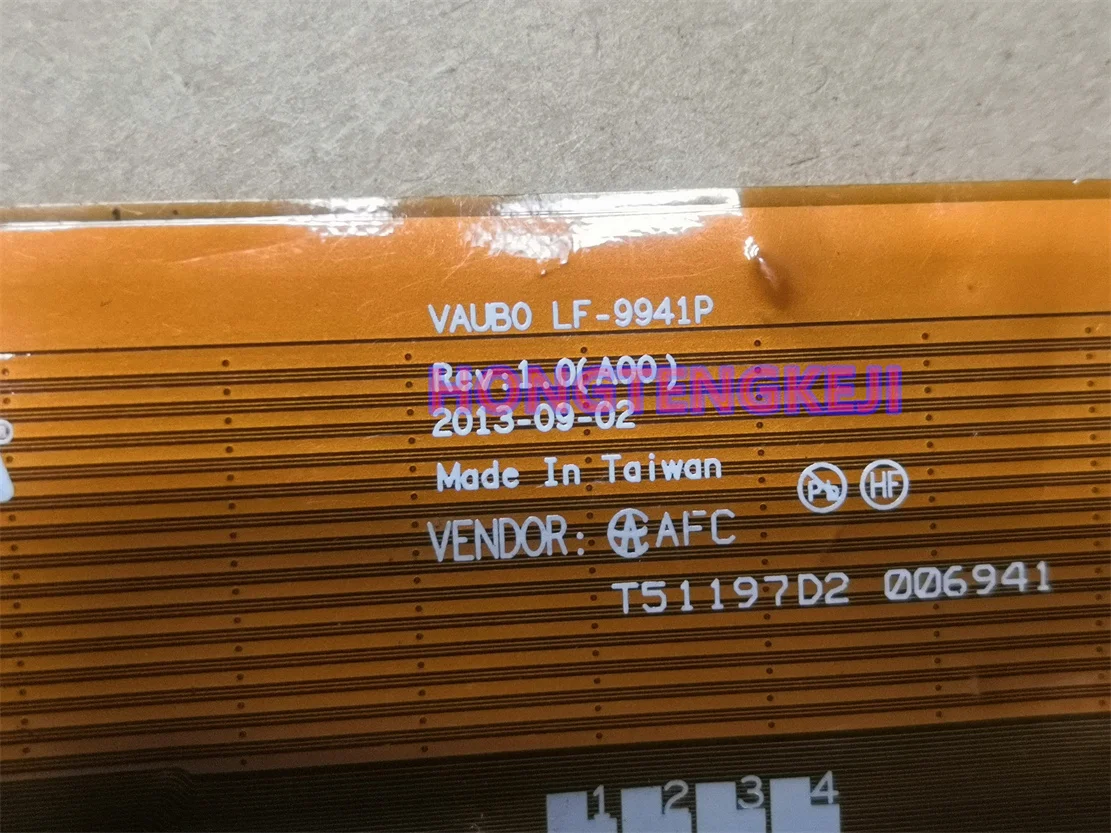 VAUBO LF-9941P
Rev:1.0(A00)
HONGTENGKEJI
2013-09-02
Made In Taiwan
Pb HF
VENDOR: AFC
T51197D2 006941
1 2 3 4